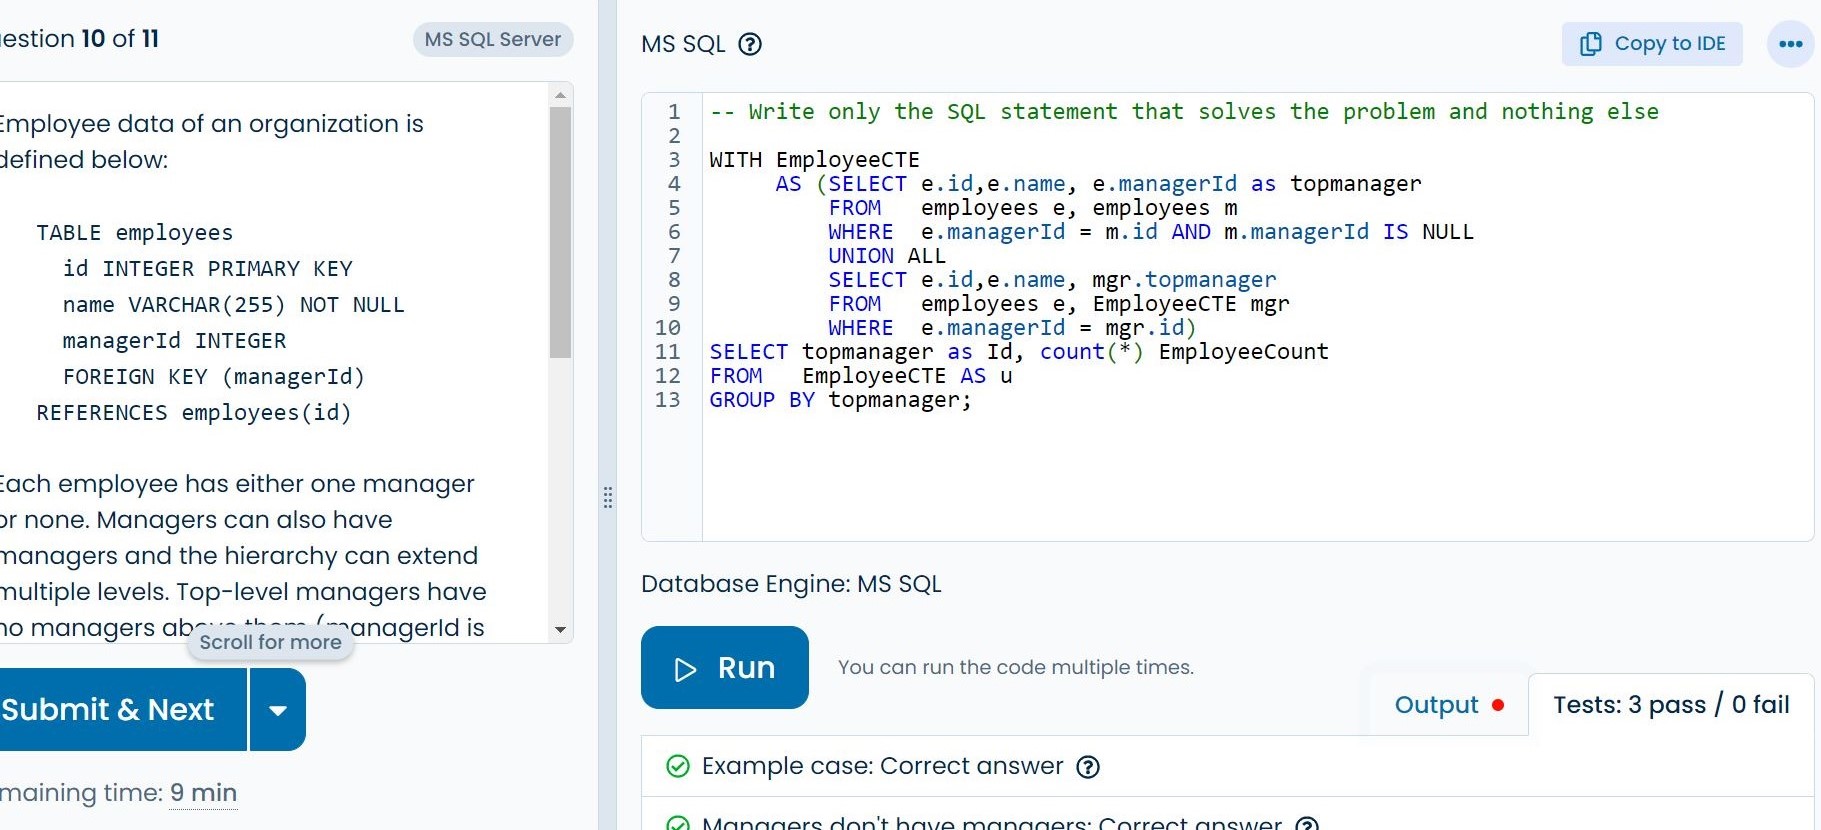 estion 10 of 11
MS SQL Server
Employee data of an organization is
defined below:
TABLE employees
id INTEGER PRIMARY KEY
name VARCHAR(255) NOT NULL
managerId INTEGER
FOREIGN KEY (managerId)
REFERENCES employees(id)
Each employee has either one manager
or none. Managers can also have
managers and the hierarchy can extend
multiple levels. Top-level managers have
no managers above them (managerId is
Scroll for more
Submit & Next
maining time: 9 min
MS SQL
Copy to IDE
1 -- Write only the SQL statement that solves the problem and nothing else
2
3 WITH EmployeeCTE
4 AS (SELECT e.id,e.name, e.managerId as topmanager
5 FROM employees e, employees m
6 WHERE e.managerId = m.id AND m.managerId IS NULL
7 UNION ALL
8 SELECT e.id,e.name, mgr.topmanager
9 FROM employees e, EmployeeCTE mgr
10 WHERE e.managerId = mgr.id)
11 SELECT topmanager as Id, count(*) EmployeeCount
12 FROM EmployeeCTE AS u
13 GROUP BY topmanager;
Database Engine: MS SQL
Run
You can run the code multiple times.
Output
Tests: 3 pass / 0 fail
Example case: Correct answer
Managers don't have managers: Correct answer